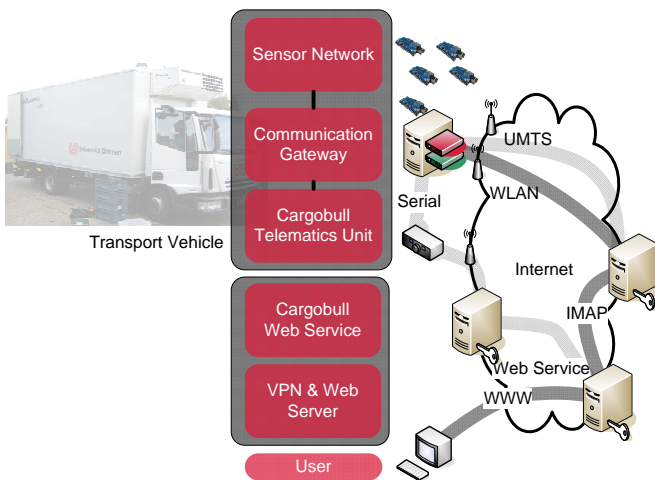 Sensor Network
Communication
Gateway
Cargobull
Telematics Unit
Transport Vehicle
Cargobull
Web Service
VPN & Web
Server
User
UMTS
WLAN
Serial
Internet
IMAP
Web Service
WWW